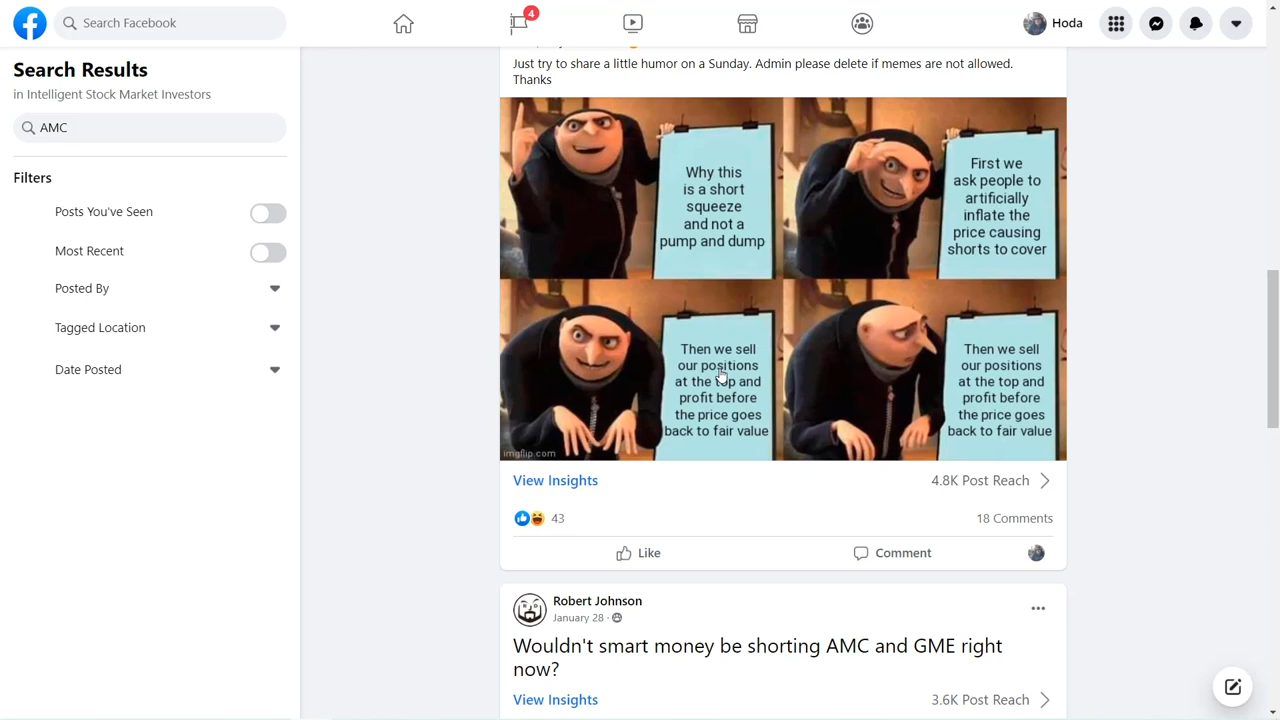 Search Facebook
4
Hoda
Search Results
in Intelligent Stock Market Investors
AMC
Filters
Posts You've Seen
Most Recent
Posted By
Tagged Location
Date Posted
Just try to share a little humor on a Sunday. Admin please delete if memes are not allowed.
Thanks
Why this
is a short
squeeze
and not a
pump and dump
First we
ask people to
artificially
inflate the
price causing
shorts to cover
Then we sell
our positions
at the top and
profit before
the price goes
back to fair value
Then we sell
our positions
at the top and
profit before
the price goes
back to fair value
imgflip.com
View Insights
4.8K Post Reach
43
18 Comments
Like
Comment
Robert Johnson
January 28 ·
Wouldn't smart money be shorting AMC and GME right
now?
View Insights
3.6K Post Reach